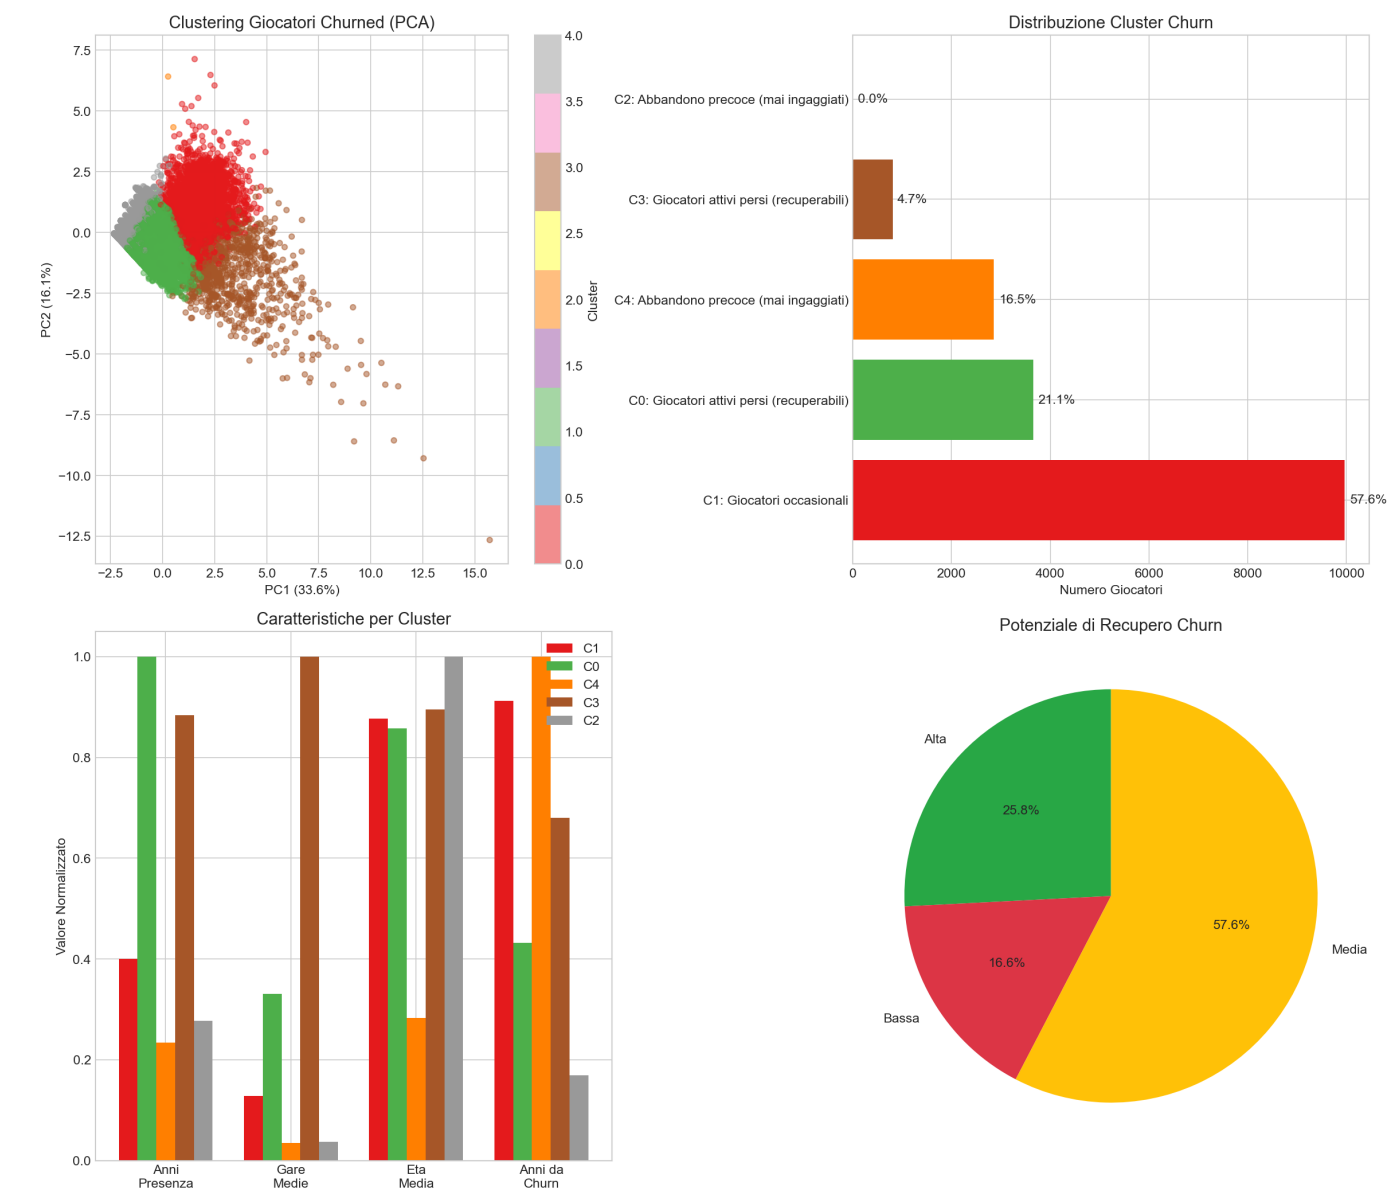 Clustering Giocatori Churned (PCA)
7.5
5.0
2.5
0.0
−2.5
−5.0
−7.5
−10.0
−12.5
PC2 (16.1%)
−2.5
0.0
2.5
5.0
7.5
10.0
12.5
15.0
PC1 (33.6%)
4.0
3.5
3.0
2.5
2.0
1.5
1.0
0.5
0.0
Cluster
Distribuzione Cluster Churn
C2: Abbandono precoce (mai ingaggiati)
0.0%
C3: Giocatori attivi persi (recuperabili)
4.7%
C4: Abbandono precoce (mai ingaggiati)
16.5%
C0: Giocatori attivi persi (recuperabili)
21.1%
C1: Giocatori occasionali
57.6%
0
2000
4000
6000
8000
10000
Numero Giocatori
Caratteristiche per Cluster
1.0
0.8
0.6
0.4
0.2
0.0
Valore Normalizzato
C1
C0
C4
C3
C2
Anni
Presenza
Gare
Medie
Eta
Media
Anni da
Churn
Potenziale di Recupero Churn
Alta
25.8%
57.6%
Media
16.6%
Bassa